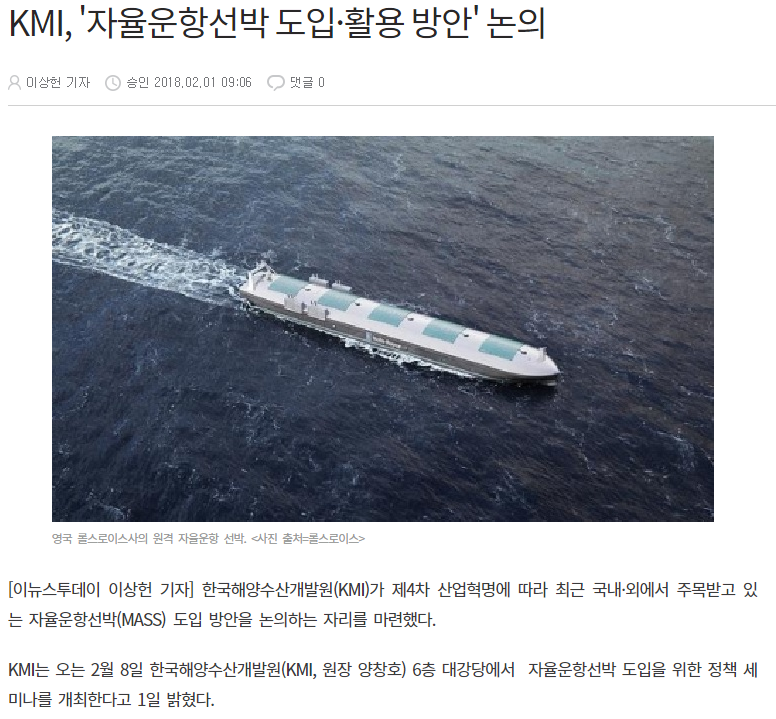 KMI, '자율운항선박 도입·활용 방안' 논의
이상헌 기자 승인 2018.02.01 09:06 댓글 0
영국 롤스로이스사의 원격 자율운항 선박. <사진 출처=롤스로이스>
[이뉴스투데이 이상헌 기자] 한국해양수산개발원(KMI)가 제4차 산업혁명에 따라 최근 국내·외에서 주목받고 있
는 자율운항선박(MASS) 도입 방안을 논의하는 자리를 마련했다.
KMI는 오는 2월 8일 한국해양수산개발원(KMI, 원장 양창호) 6층 대강당에서 자율운항선박 도입을 위한 정책 세
미나를 개최한다고 1일 밝혔다.